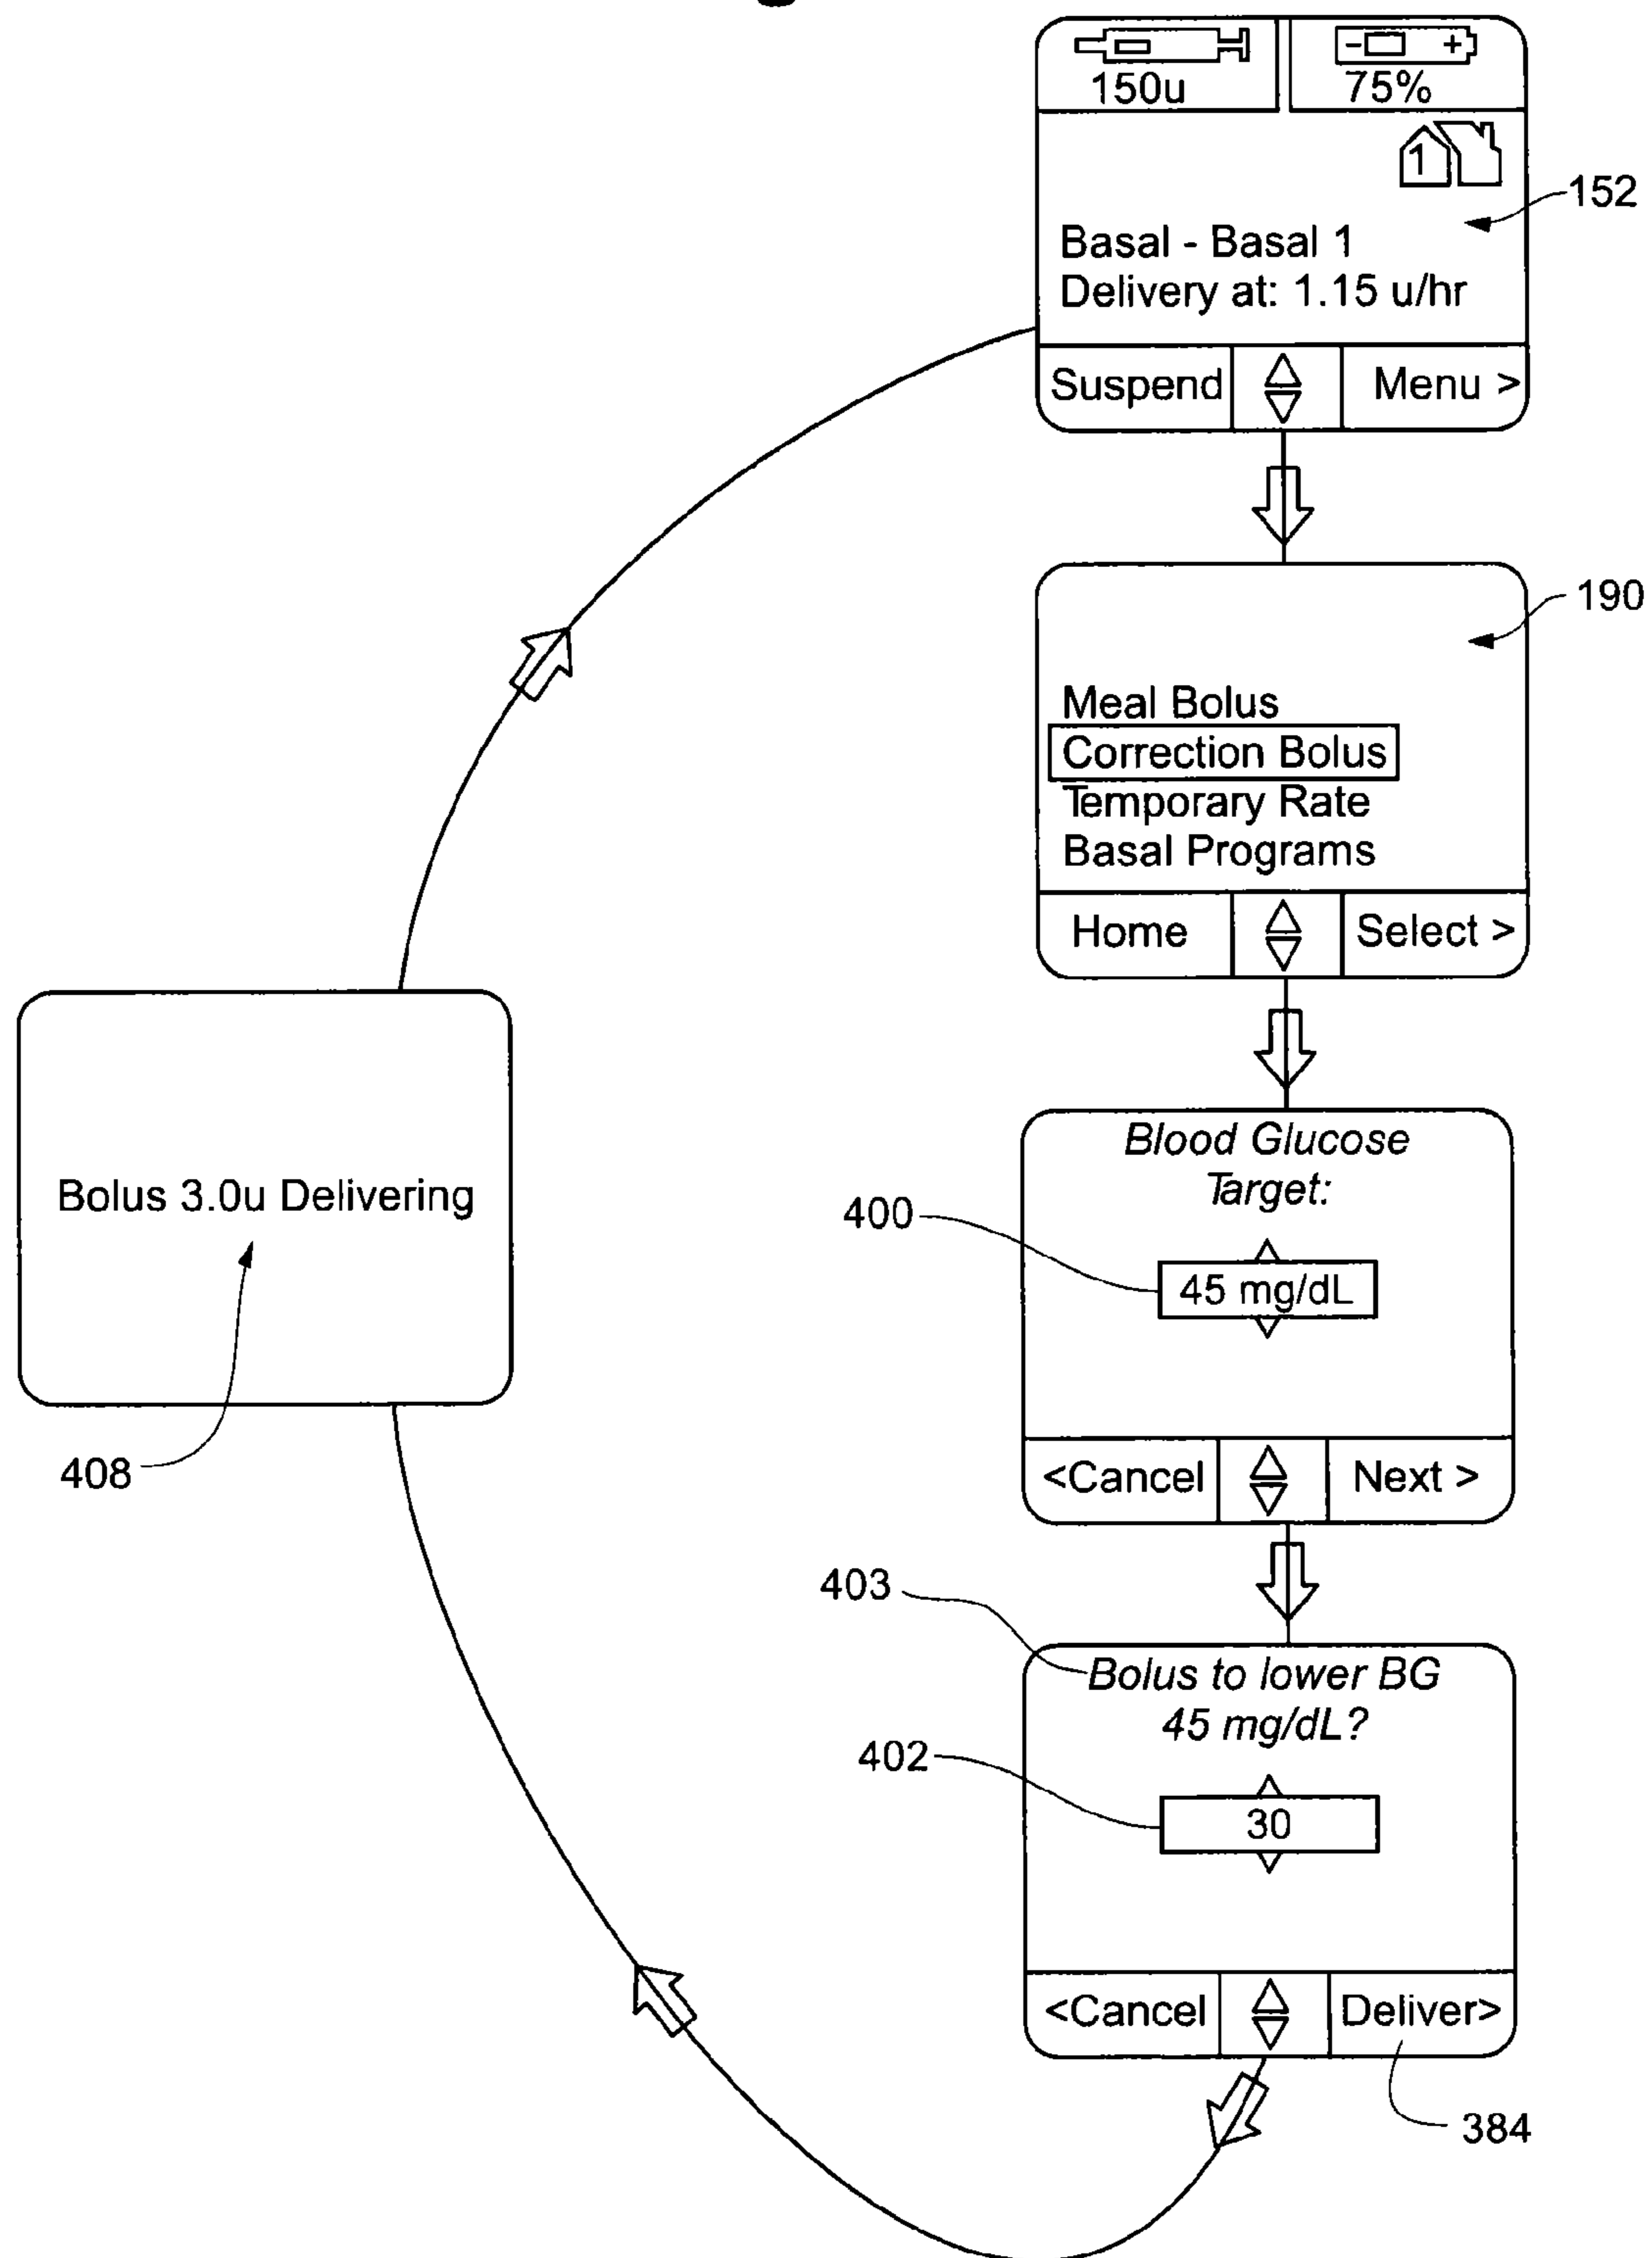 150u
75%
1
152
Basal - Basal 1
Delivery at: 1.15 u/hr
Suspend
Menu >
190
Meal Bolus
Correction Bolus
Temporary Rate
Basal Programs
Home
Select >
Blood Glucose
Target:
400
45 mg/dL
<Cancel
Next >
Bolus 3.0u Delivering
408
403
Bolus to lower BG
45 mg/dL?
402
30
<Cancel
Deliver>
384